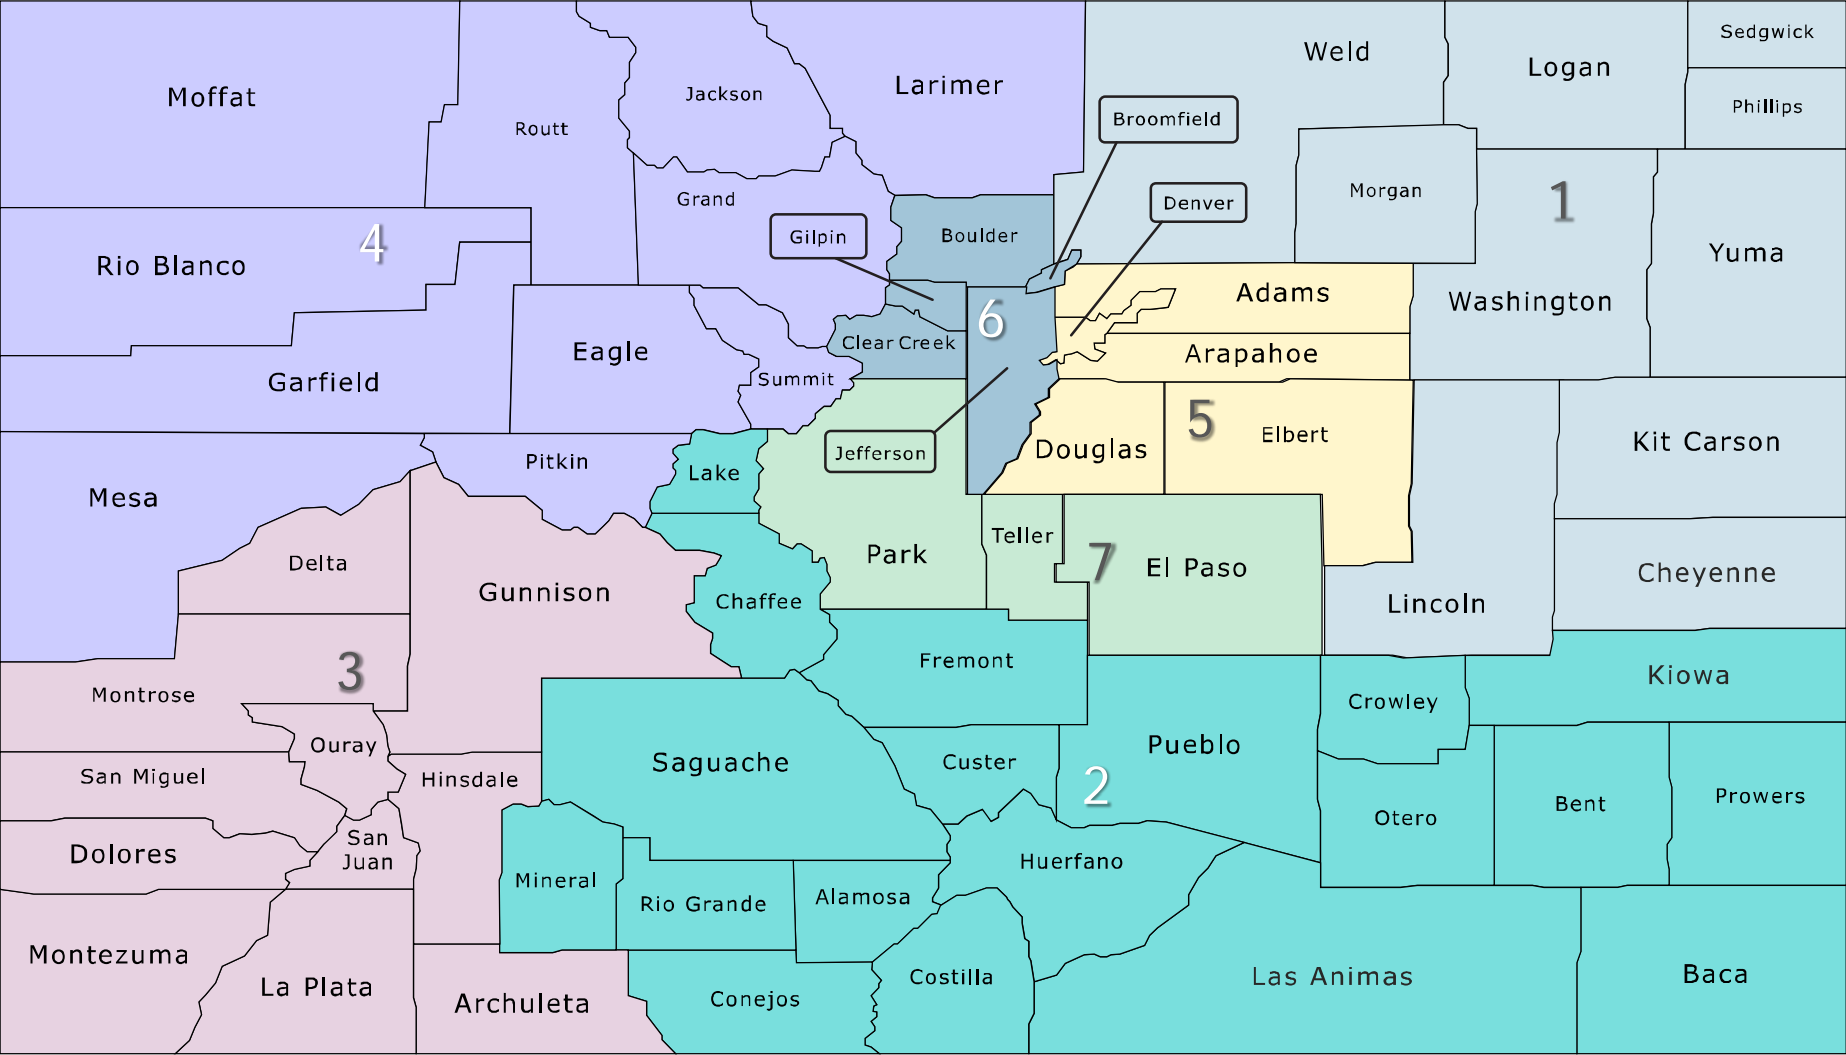 Sedgwick
Weld
Logan
Larimer
Jackson
Moffat
Phillips
Broomfield
Routt
Morgan
1
Grand
Denver
Gilpin
Boulder
4
Yuma
Rio Blanco
Adams
Washington
6
Clear Creek
Eagle
Arapahoe
Summit
Garfield
5
Elbert
Kit Carson
Douglas
Jefferson
Pitkin
Lake
Mesa
Teller
Park
7
El Paso
Delta
Cheyenne
Gunnison
Chaffee
Lincoln
Fremont
3
Kiowa
Montrose
Crowley
Ouray
Pueblo
Saguache
Custer
San Miguel
Hinsdale
2
Prowers
Bent
Otero
San
Juan
Dolores
Huerfano
Mineral
Alamosa
Rio Grande
Montezuma
Baca
Las Animas
Costilla
La Plata
Conejos
Archuleta